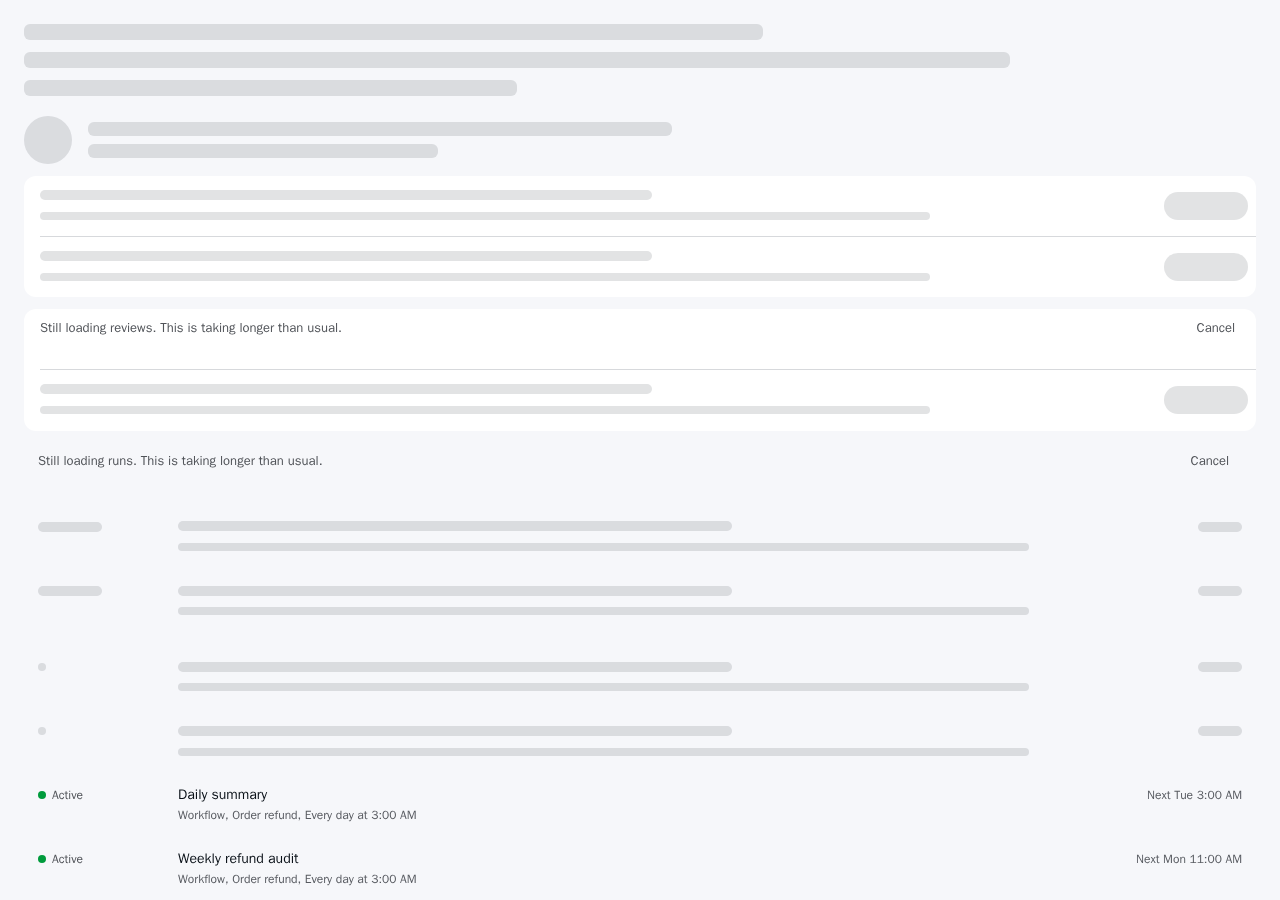 Still loading reviews. This is taking longer than usual.
Cancel
Still loading runs. This is taking longer than usual.
Cancel
Active
Daily summary
Next Tue 3:00 AM
Workflow, Order refund, Every day at 3:00 AM
Active
Weekly refund audit
Next Mon 11:00 AM
Workflow, Order refund, Every day at 3:00 AM